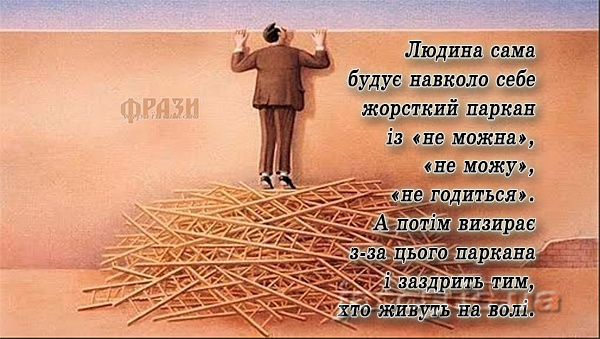 Людина сама
будує навколо себе
жорсткий паркан
із «не можна»,
«не можу»,
«не годиться».
А потім визирає
з-за цього паркана
і заздрить тим,
хто живуть на волі.
ФРАЗИ